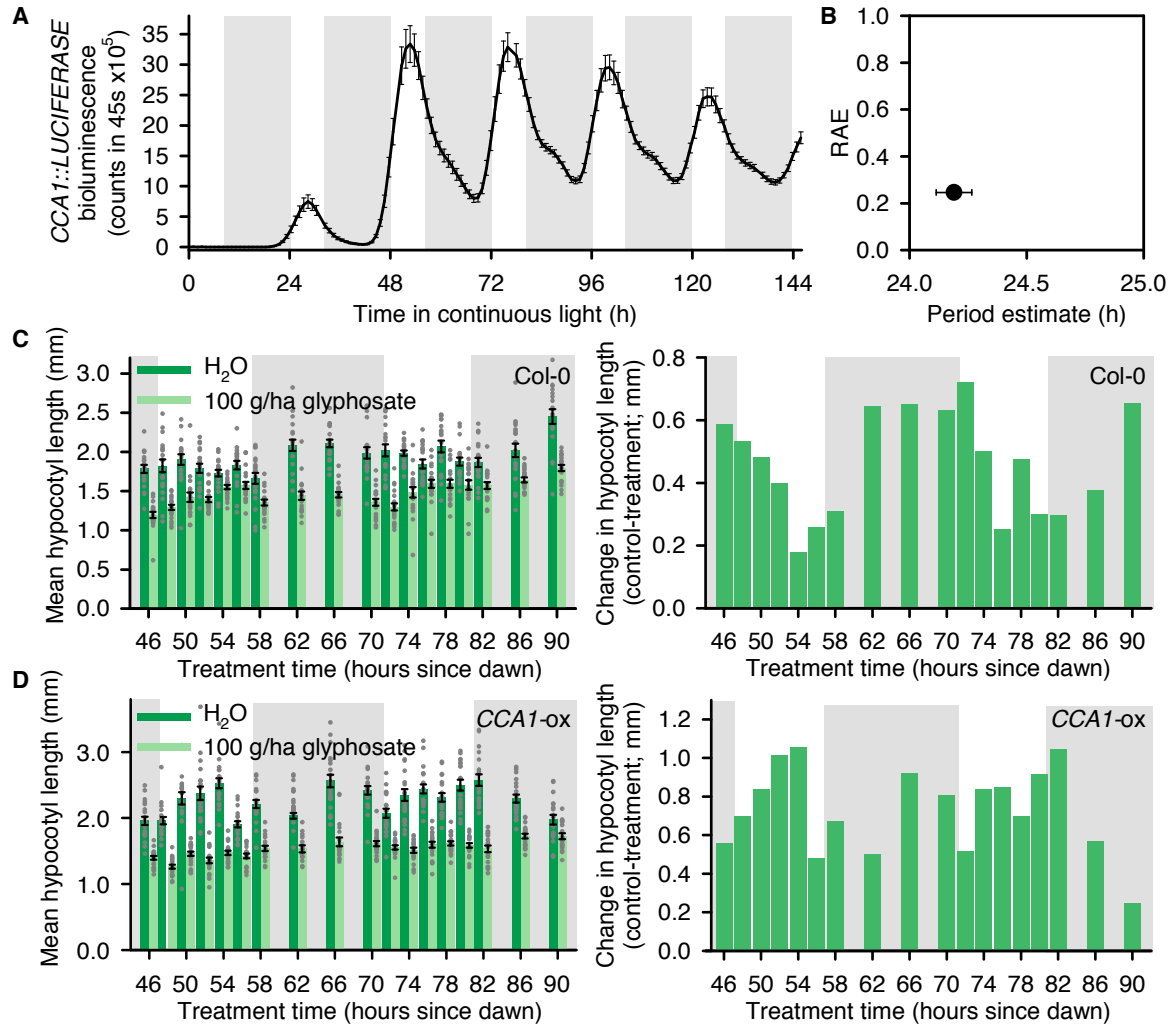 A
CCA1::LUCIFERASE
bioluminescence
(counts in 45s x10⁵)
35
30
25
20
15
10
5
0
0 24 48 72 96 120 144
Time in continuous light (h)
B
RAE
1.0
0.8
0.6
0.4
0.2
0.0
24.0 24.5 25.0
Period estimate (h)
C
Mean hypocotyl length (mm)
3.0
2.5
2.0
1.5
1.0
0.5
0.0
H₂O
100 g/ha glyphosate
Col-0
46 50 54 58 62 66 70 74 78 82 86 90
Treatment time (hours since dawn)
Change in hypocotyl length
(control-treatment; mm)
0.8
0.6
0.4
0.2
0.0
Col-0
46 50 54 58 62 66 70 74 78 82 86 90
Treatment time (hours since dawn)
D
Mean hypocotyl length (mm)
3.0
2.0
1.0
0.0
H₂O
100 g/ha glyphosate
CCA1-ox
46 50 54 58 62 66 70 74 78 82 86 90
Treatment time (hours since dawn)
Change in hypocotyl length
(control-treatment; mm)
1.2
1.0
0.8
0.6
0.4
0.2
0.0
CCA1-ox
46 50 54 58 62 66 70 74 78 82 86 90
Treatment time (hours since dawn)